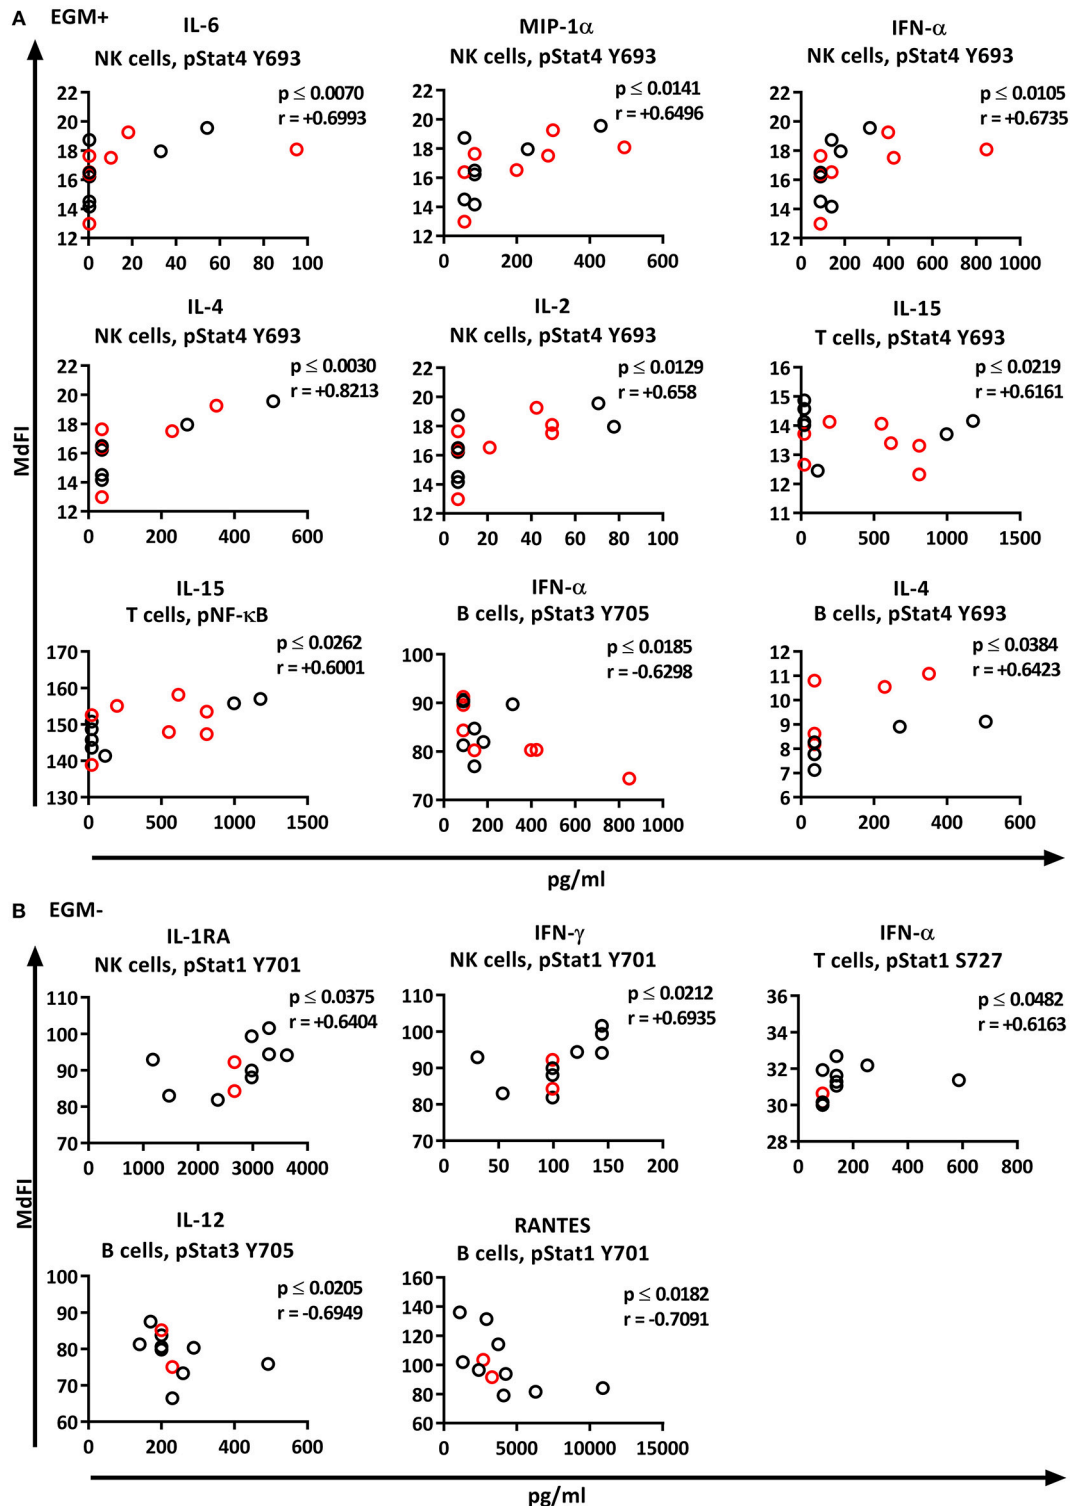 A EGM+
IL-6
NK cells, pStat4 Y693
p ≤ 0.0070
r = +0.6993
22
20
18
16
14
12
0 20 40 60 80 100
MIP-1α
NK cells, pStat4 Y693
p ≤ 0.0141
r = +0.6496
22
20
18
16
14
12
0 200 400 600
IFN-α
NK cells, pStat4 Y693
p ≤ 0.0105
r = +0.6735
22
20
18
16
14
12
0 200 400 600 800 1000
MdFI
IL-4
NK cells, pStat4 Y693
p ≤ 0.0030
r = +0.8213
22
20
18
16
14
12
0 200 400 600
IL-2
NK cells, pStat4 Y693
p ≤ 0.0129
r = +0.658
22
20
18
16
14
12
0 20 40 60 80 100
IL-15
T cells, pStat4 Y693
p ≤ 0.0219
r = +0.6161
16
15
14
13
12
11
0 500 1000 1500
IL-15
T cells, pNF-κB
p ≤ 0.0262
r = +0.6001
170
160
150
140
130
0 500 1000 1500
IFN-α
B cells, pStat3 Y705
p ≤ 0.0185
r = -0.6298
100
90
80
70
0 200 400 600 800 1000
IL-4
B cells, pStat4 Y693
p ≤ 0.0384
r = +0.6423
12
11
10
9
8
7
6
0 200 400 600
pg/ml
B EGM-
IL-1RA
NK cells, pStat1 Y701
p ≤ 0.0375
r = +0.6404
110
100
90
80
70
0 1000 2000 3000 4000
IFN-γ
NK cells, pStat1 Y701
p ≤ 0.0212
r = +0.6935
110
100
90
80
70
0 50 100 150 200
IFN-α
T cells, pStat1 S727
p ≤ 0.0482
r = +0.6163
36
34
32
30
28
0 200 400 600 800
MdFI
IL-12
B cells, pStat3 Y705
p ≤ 0.0205
r = -0.6949
100
90
80
70
60
0 200 400 600
RANTES
B cells, pStat1 Y701
p ≤ 0.0182
r = -0.7091
160
140
120
100
80
60
0 5000 10000 15000
pg/ml